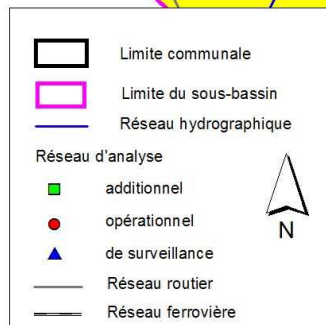 Limite communale
Limite du sous-bassin
Réseau hydrographique
Réseau d'analyse
additionnel
opérationnel
de surveillance
N
Réseau routier
Réseau ferrovière